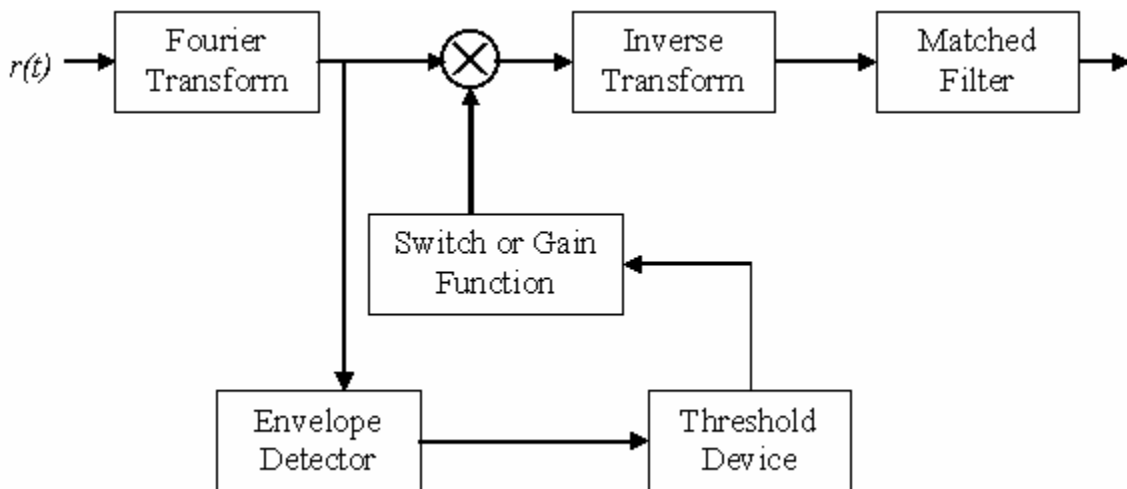 r(t)
Fourier
Transform
Inverse
Transform
Matched
Filter
Switch or Gain
Function
Envelope
Detector
Threshold
Device